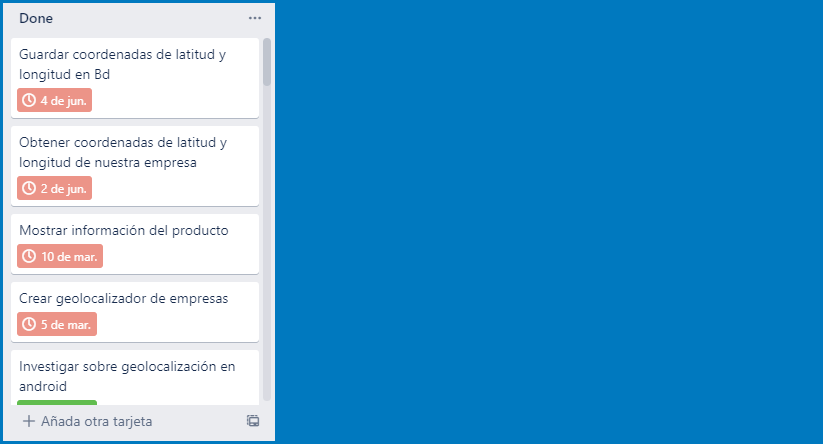 Done
Guardar coordenadas de latitud y
longitud en Bd
4 de jun.
Obtener coordenadas de latitud y
longitud de nuestra empresa
2 de jun.
Mostrar información del producto
10 de mar.
Crear geolocalizador de empresas
5 de mar.
Investigar sobre geolocalización en
android
Añada otra tarjeta